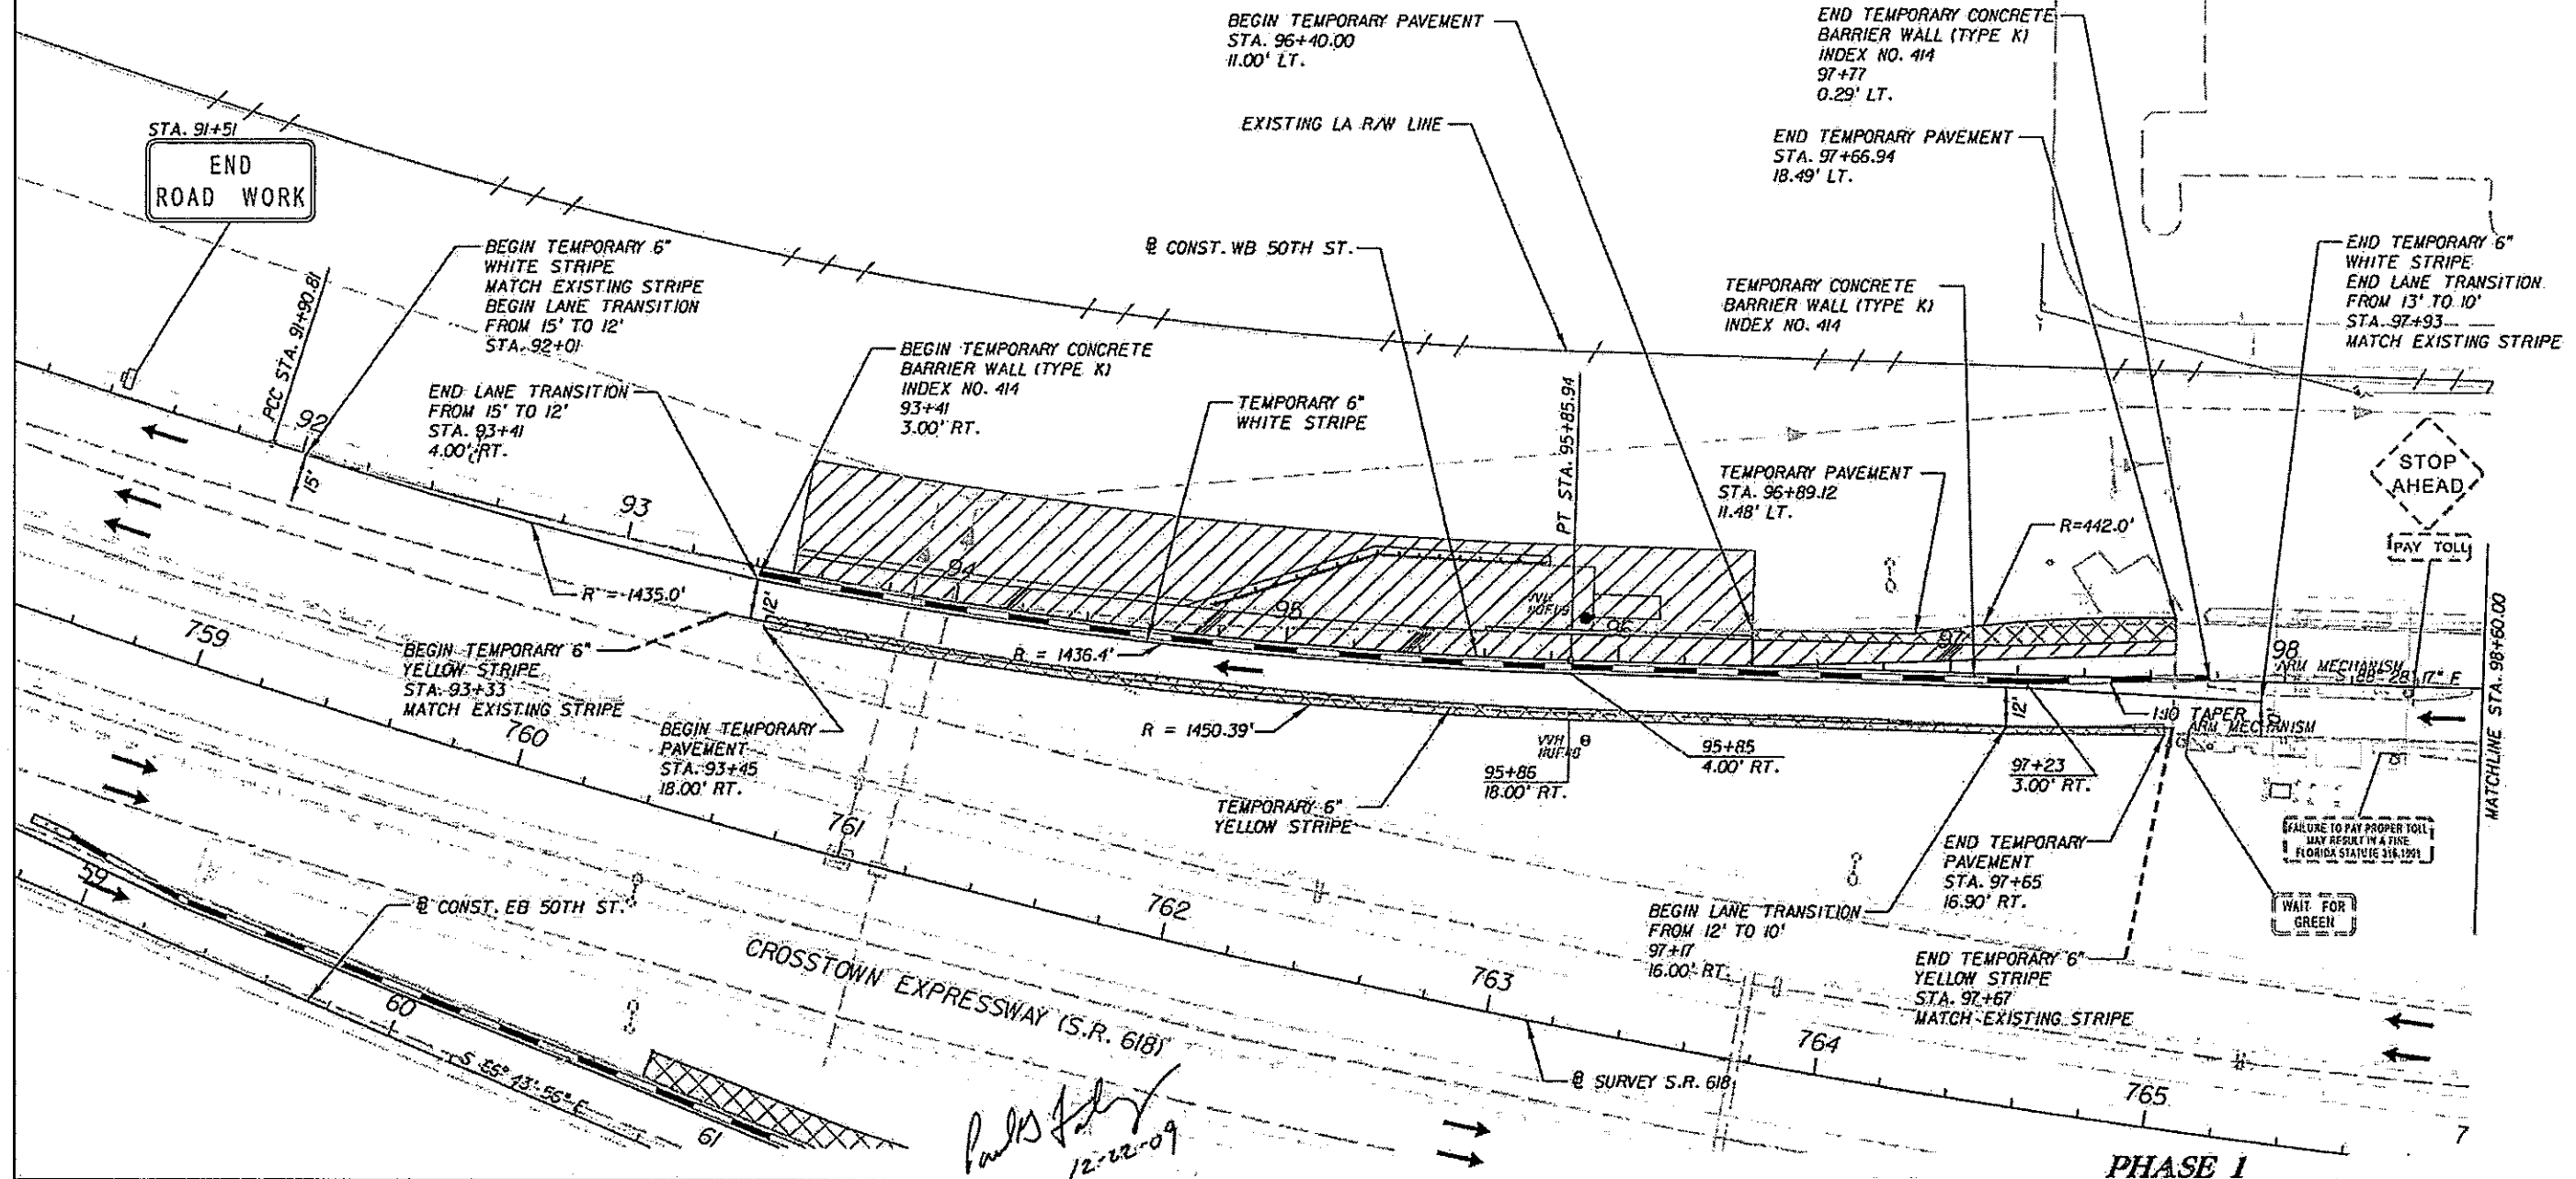 BEGIN TEMPORARY PAVEMENT
STA. 96+40.00
11.00' LT.
END TEMPORARY CONCRETE
BARRIER WALL (TYPE K)
INDEX NO. 414
97+77
0.29' LT.
EXISTING LA R/W LINE
END TEMPORARY PAVEMENT
STA. 97+66.94
18.49' LT.
STA. 91+51
END
ROAD WORK
BEGIN TEMPORARY 6"
WHITE STRIPE
MATCH EXISTING STRIPE
BEGIN LANE TRANSITION
FROM 15' TO 12'
STA. 92+01
PCC STA. 91+90.81
℄ CONST. WB 50TH ST.
TEMPORARY CONCRETE
BARRIER WALL (TYPE K)
INDEX NO. 414
END TEMPORARY 6"
WHITE STRIPE
END LANE TRANSITION
FROM 13' TO 10'
STA. 97+93
MATCH EXISTING STRIPE
END LANE TRANSITION
FROM 15' TO 12'
STA. 93+41
4.00' RT.
BEGIN TEMPORARY CONCRETE
BARRIER WALL (TYPE K)
INDEX NO. 414
93+41
3.00' RT.
TEMPORARY 6"
WHITE STRIPE
PT STA. 95+85.94
TEMPORARY PAVEMENT
STA. 96+89.12
11.48' LT.
R=442.0'
STOP
AHEAD
PAY TOLL
92
15'
93
94
95
96
97
98
R =-1435.0'
12'
R = 1436.4'
ARM MECHANISM
S 88° 28' 17" E
1:10 TAPER
ARM MECHANISM
MATCHLINE STA. 98+60.00
BEGIN TEMPORARY 6"
YELLOW STRIPE
STA. 93+33
MATCH EXISTING STRIPE
BEGIN TEMPORARY
PAVEMENT
STA. 93+45
18.00' RT.
R = 1450.39'
TEMPORARY 6"
YELLOW STRIPE
95+86
18.00' RT.
95+85
4.00' RT.
12'
97+23
3.00' RT.
END TEMPORARY
PAVEMENT
STA. 97+65
16.90' RT.
FAILURE TO PAY PROPER TOLL
MAY RESULT IN A FINE
FLORIDA STATUTE 316.1001
WAIT FOR
GREEN
BEGIN LANE TRANSITION
FROM 12' TO 10'
97+17
16.00' RT.
END TEMPORARY 6"
YELLOW STRIPE
STA. 97+67
MATCH EXISTING STRIPE
759
760
761
762
763
764
765
7
59
60
61
℄ CONST. EB 50TH ST.
CROSSTOWN EXPRESSWAY (S.R. 618)
℄ SURVEY S.R. 618
12-22-09
PHASE 1